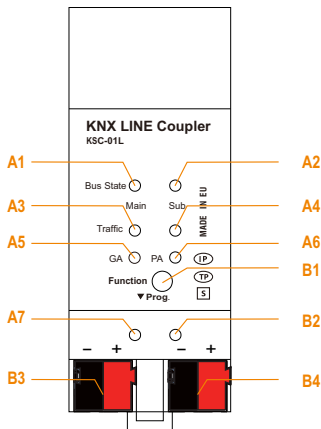 KNX LINE Coupler
KSC-01L
A1
A2
Bus State
Main
Sub
A3
A4
Traffic
MADE IN EU
A5
A6
GA
PA
IP
B1
Function
TP
▼Prog.
S
A7
B2
− +
− +
B3
B4